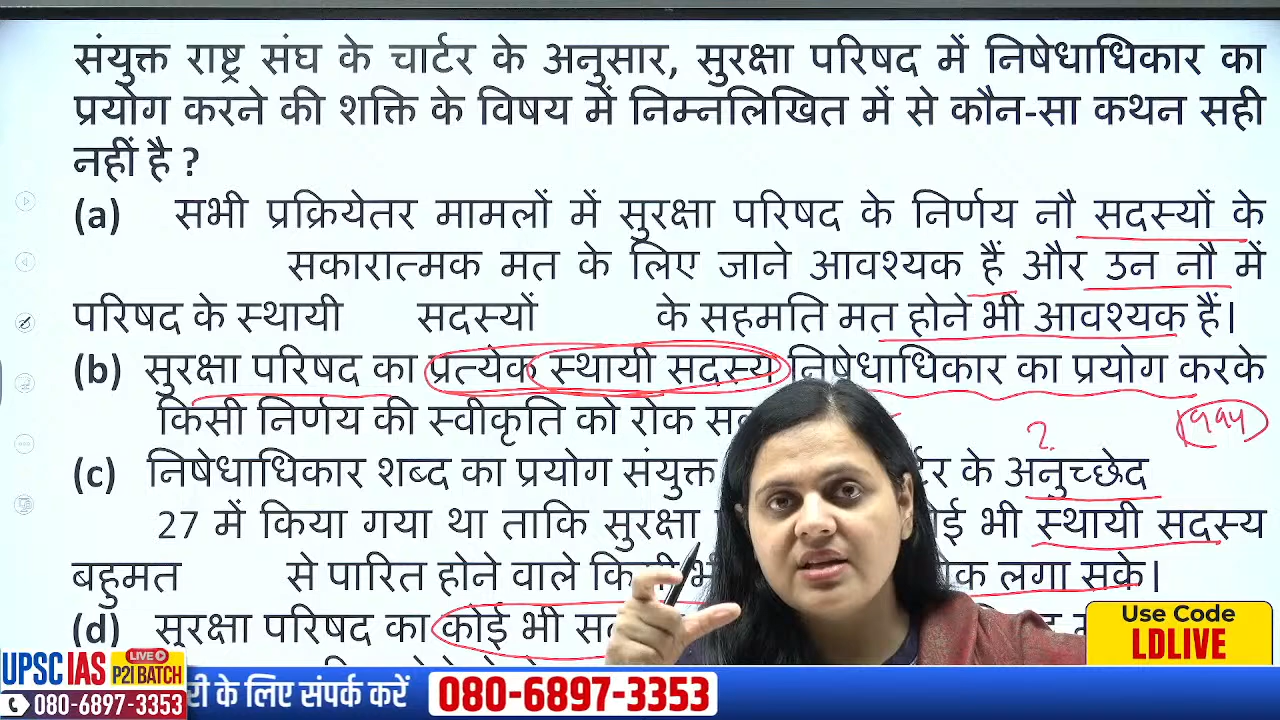 संयुक्त राष्ट्र संघ के चार्टर के अनुसार, सुरक्षा परिषद में निषेधाधिकार का
प्रयोग करने की शक्ति के विषय में निम्नलिखित में से कौन-सा कथन सही
नहीं है ?
(a) सभी प्रक्रियेतर मामलों में सुरक्षा परिषद के निर्णय नौ सदस्यों के
सकारात्मक मत के लिए जाने आवश्यक हैं और उन नौ में
परिषद के स्थायी सदस्यों के सहमति मत होने भी आवश्यक हैं।
(b) सुरक्षा परिषद का प्रत्येक स्थायी सदस्य निषेधाधिकार का प्रयोग करके
किसी निर्णय की स्वीकृति को रोक
?
(c) निषेधाधिकार शब्द का प्रयोग संयुक्त के अनुच्छेद
27 में किया गया था ताकि सुरक्षा भी स्थायी सदस्य
बहुमत से पारित होने वाले लगा सके।
(d) सुरक्षा परिषद का कोई भी
Use Code
LDLIVE
UPSC IAS LIVE P2I BATCH
080-6897-3353
के लिए संपर्क करें 080-6897-3353